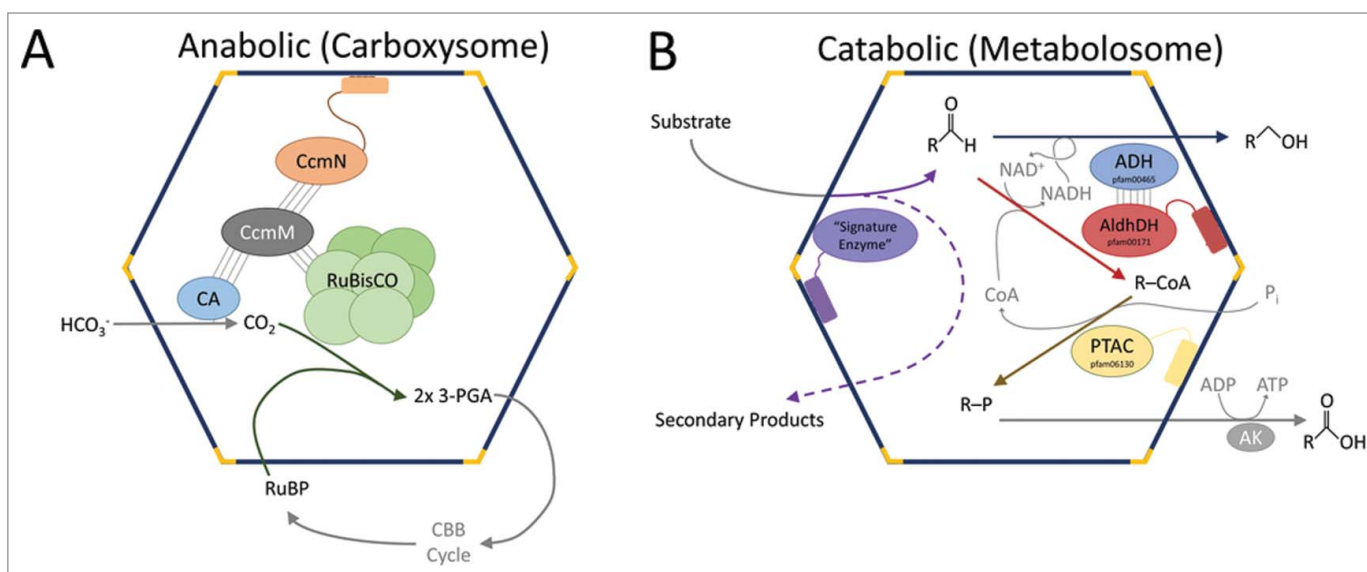 A
Anabolic (Carboxysome)
CcmN
CcmM
RuBisCO
CA
HCO₃⁻
CO₂
2x 3-PGA
RuBP
CBB
Cycle
B
Catabolic (Metabolosome)
Substrate
O
R
H
OH
R
NAD⁺
NADH
ADH
pfam00465
AldhDH
pfam00171
"Signature
Enzyme"
R–CoA
CoA
Pᵢ
PTAC
pfam06130
R–P
ADP
ATP
AK
O
R
OH
Secondary Products